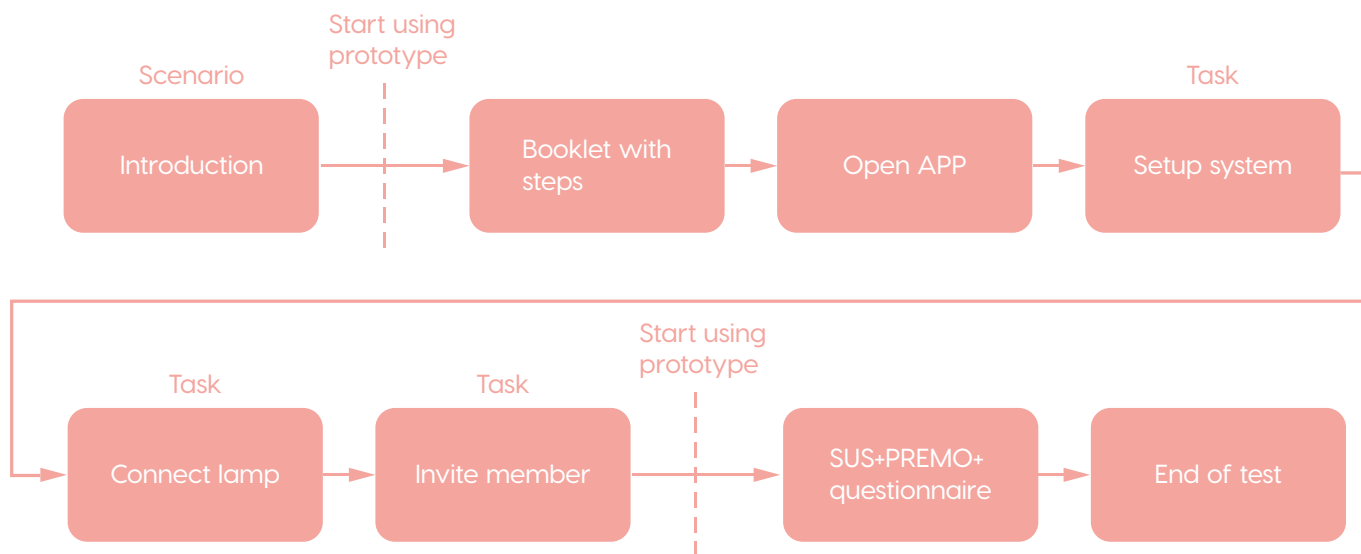 Start using
prototype
Scenario
Task
Introduction
Booklet with
steps
Open APP
Setup system
Start using
prototype
Task
Task
Connect lamp
Invite member
SUS+PREMO+
questionnaire
End of test